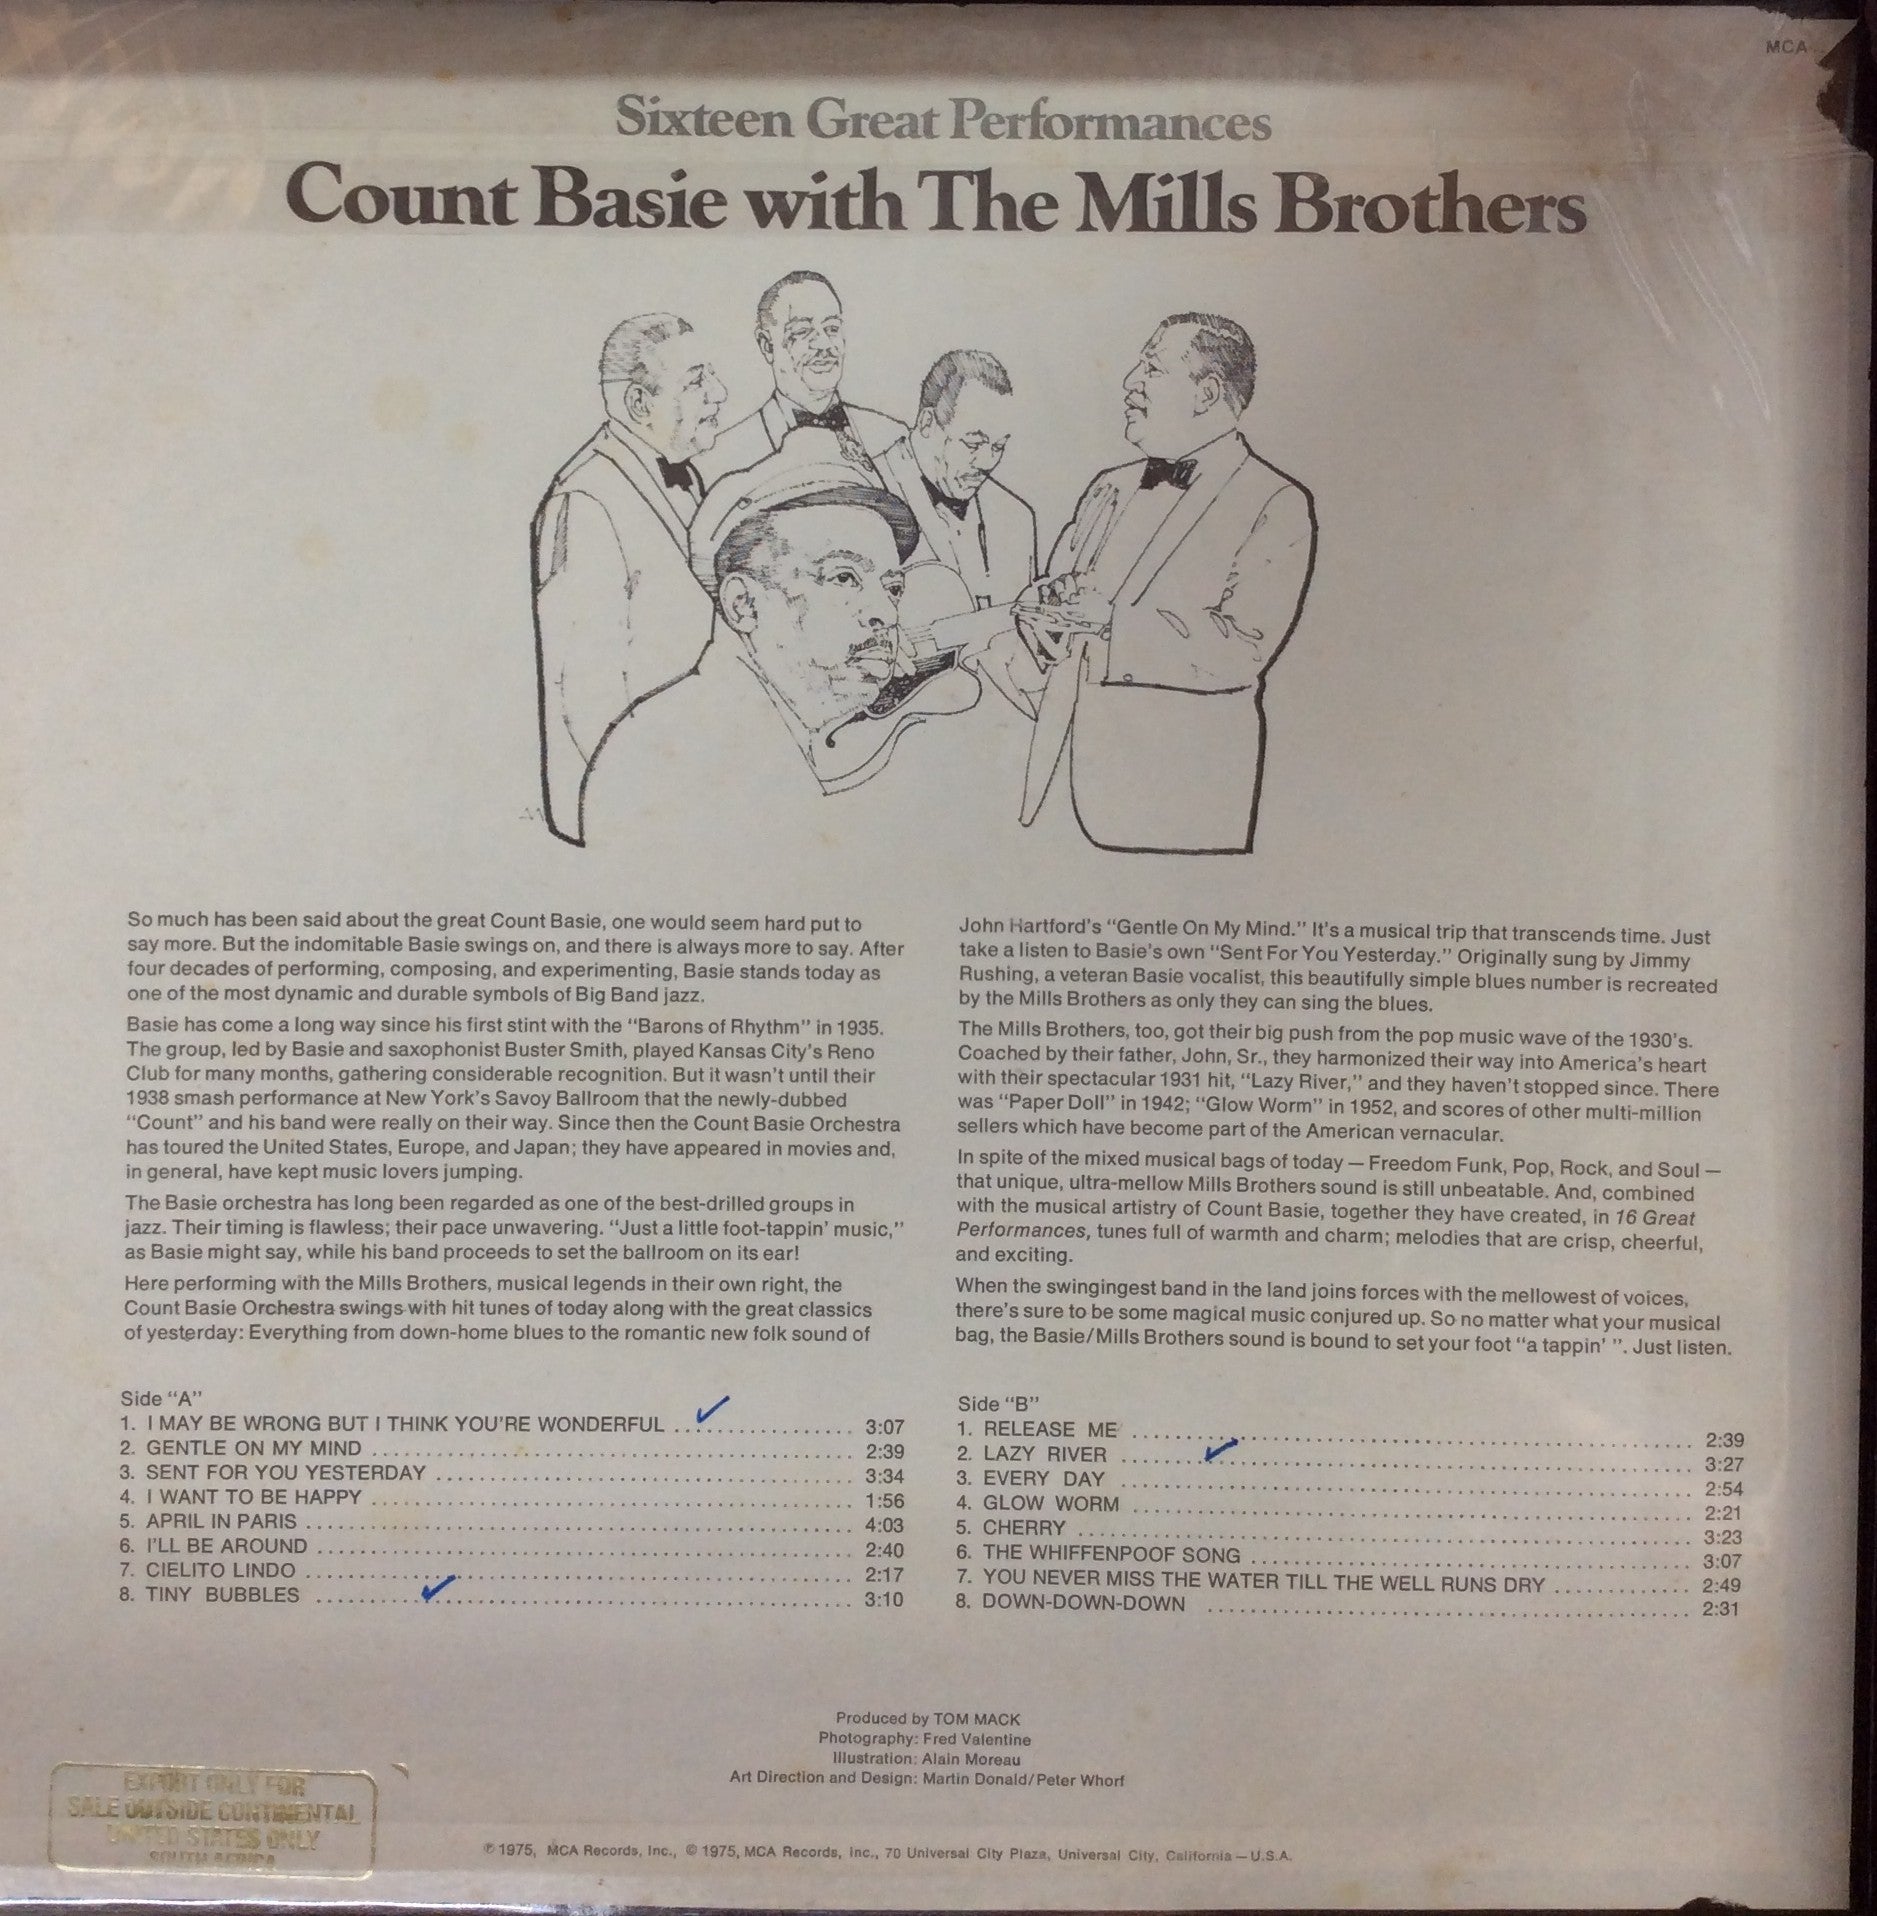 MCA
Sixteen Great Performances
Count Basie with The Mills Brothers
So much has been said about the great Count Basie, one would seem hard put to
say more. But the indomitable Basie swings on, and there is always more to say. After
four decades of performing, composing, and experimenting, Basie stands today as
one of the most dynamic and durable symbols of Big Band jazz.
Basie has come a long way since his first stint with the “Barons of Rhythm” in 1935.
The group, led by Basie and saxophonist Buster Smith, played Kansas City’s Reno
Club for many months, gathering considerable recognition. But it wasn’t until their
1938 smash performance at New York’s Savoy Ballroom that the newly-dubbed
“Count” and his band were really on their way. Since then the Count Basie Orchestra
has toured the United States, Europe, and Japan; they have appeared in movies and,
in general, have kept music lovers jumping.
The Basie orchestra has long been regarded as one of the best-drilled groups in
jazz. Their timing is flawless; their pace unwavering. “Just a little foot-tappin’ music,”
as Basie might say, while his band proceeds to set the ballroom on its ear!
Here performing with the Mills Brothers, musical legends in their own right, the
Count Basie Orchestra swings with hit tunes of today along with the great classics
of yesterday: Everything from down-home blues to the romantic new folk sound of
John Hartford’s “Gentle On My Mind.” It’s a musical trip that transcends time. Just
take a listen to Basie’s own “Sent For You Yesterday.” Originally sung by Jimmy
Rushing, a veteran Basie vocalist, this beautifully simple blues number is recreated
by the Mills Brothers as only they can sing the blues.
The Mills Brothers, too, got their big push from the pop music wave of the 1930’s.
Coached by their father, John, Sr., they harmonized their way into America’s heart
with their spectacular 1931 hit, “Lazy River,” and they haven’t stopped since. There
was “Paper Doll” in 1942; “Glow Worm” in 1952, and scores of other multi-million
sellers which have become part of the American vernacular.
In spite of the mixed musical bags of today — Freedom Funk, Pop, Rock, and Soul —
that unique, ultra-mellow Mills Brothers sound is still unbeatable. And, combined
with the musical artistry of Count Basie, together they have created, in 16 Great
Performances, tunes full of warmth and charm; melodies that are crisp, cheerful,
and exciting.
When the swingingest band in the land joins forces with the mellowest of voices,
there’s sure to be some magical music conjured up. So no matter what your musical
bag, the Basie/Mills Brothers sound is bound to set your foot “a tappin’ ”. Just listen.
Side “A”
1. I MAY BE WRONG BUT I THINK YOU’RE WONDERFUL ................ 3:07
2. GENTLE ON MY MIND ................ 2:39
3. SENT FOR YOU YESTERDAY ................ 3:34
4. I WANT TO BE HAPPY ................ 1:56
5. APRIL IN PARIS ................ 4:03
6. I’LL BE AROUND ................ 2:40
7. CIELITO LINDO ................ 2:17
8. TINY BUBBLES ................ 3:10
Side “B”
1. RELEASE ME ................ 2:39
2. LAZY RIVER ................ 3:27
3. EVERY DAY ................ 2:54
4. GLOW WORM ................ 2:21
5. CHERRY ................ 3:23
6. THE WHIFFENPOOF SONG ................ 3:07
7. YOU NEVER MISS THE WATER TILL THE WELL RUNS DRY ............. 2:49
8. DOWN-DOWN-DOWN ................ 2:31
Produced by TOM MACK
Photography: Fred Valentine
Illustration: Alain Moreau
Art Direction and Design: Martin Donald/Peter Whorf
EXPORT ONLY FOR
SALE OUTSIDE CONTINENTAL
UNITED STATES ONLY
SOUTH AFRICA
℗ 1975, MCA Records, Inc., © 1975, MCA Records, Inc., 70 Universal City Plaza, Universal City, California — U.S.A.